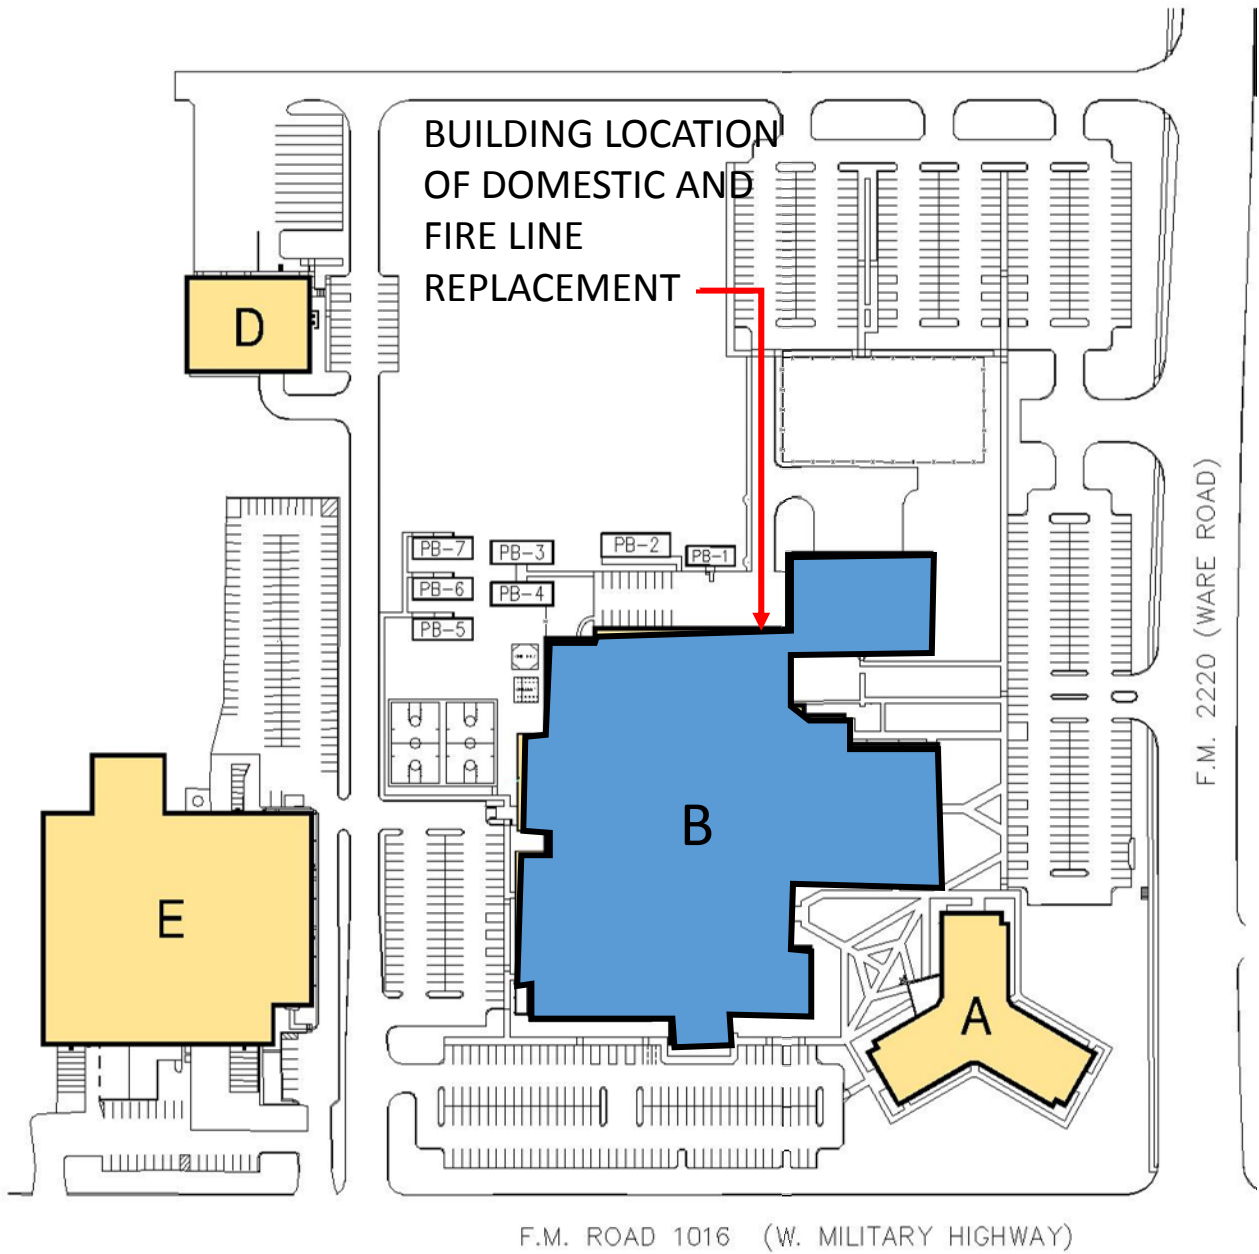 BUILDING LOCATION
OF DOMESTIC AND
FIRE LINE
REPLACEMENT
D
PB-7
PB-3
PB-2
PB-1
PB-6
PB-4
PB-5
F.M. 2220 (WARE ROAD)
B
E
A
F.M. ROAD 1016 (W. MILITARY HIGHWAY)